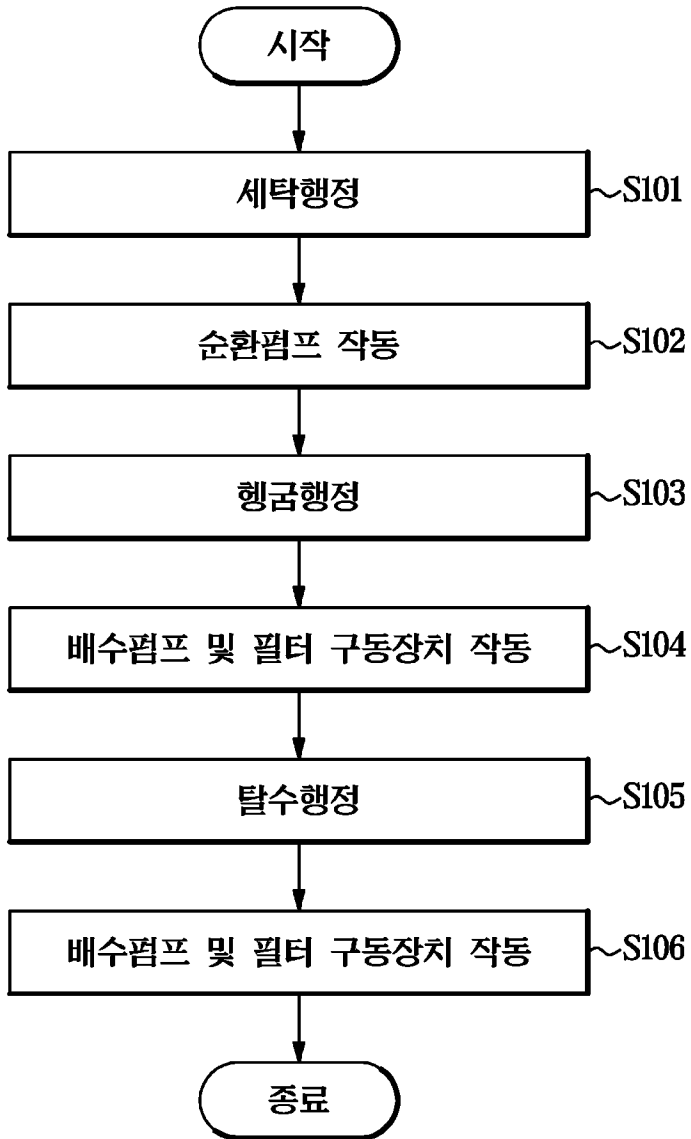 시작
세탁행정
S101
순환펌프 작동
S102
헹굼행정
S103
배수펌프 및 필터 구동장치 작동
S104
탈수행정
S105
배수펌프 및 필터 구동장치 작동
S106
종료